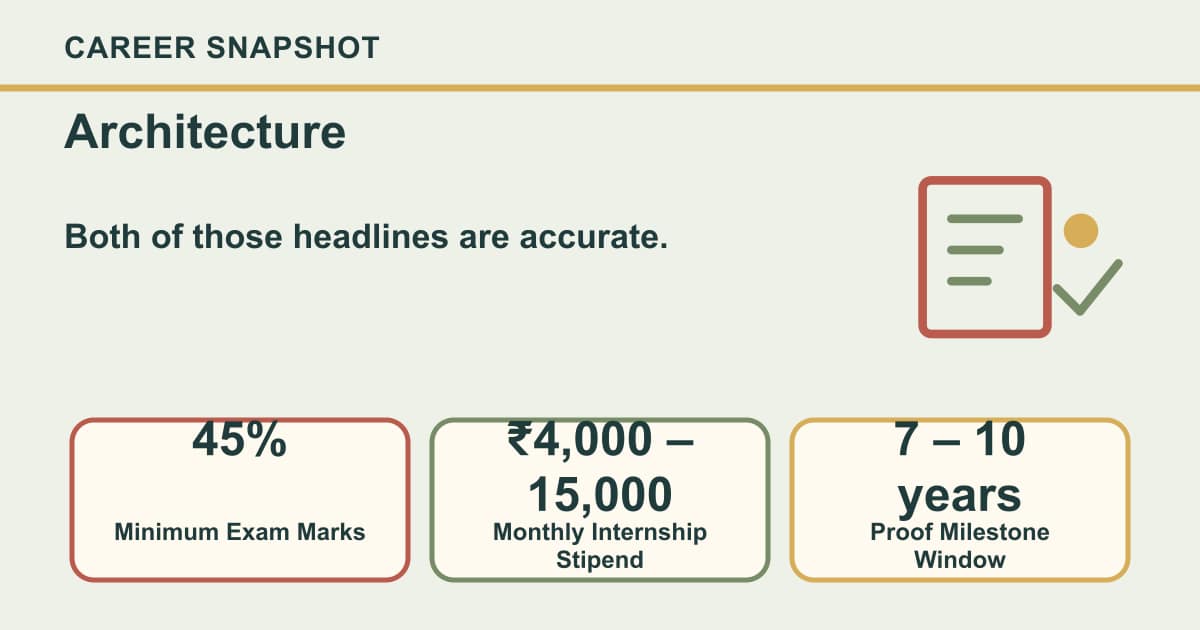 CAREER SNAPSHOT
Architecture
Both of those headlines are accurate.
45%
Minimum Exam Marks
₹4,000 –
15,000
Monthly Internship
Stipend
7 – 10
years
Proof Milestone
Window